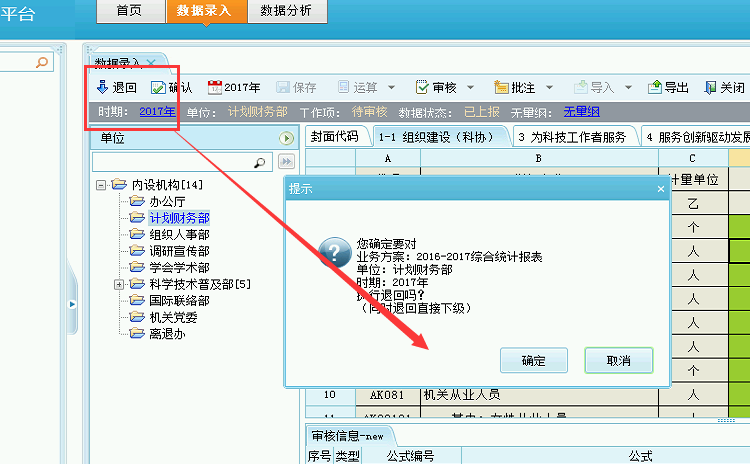 平台
首页 数据录入 数据分析
数据录入
退回 确认 2017年 保存 运算 审核 批注 导入 导出 关闭
时期: 2017年 单位: 计划财务部 工作项: 待审核 数据状态: 已上报 无量纲: 无量纲
单位
封面代码 1-1 组织建设（科协） 3 为科技工作者服务 4 服务创新驱动发展
A B C
计量单位
内设机构[14]
乙
办公厅
计划财务部
个
组织人事部
人
调研宣传部
人
学会学术部
人
科学技术普及部[5]
个
国际联络部
人
机关党委
人
离退办
个
提示
您确定要对
业务方案: 2016-2017综合统计报表
单位: 计划财务部
时期: 2017年
执行退回吗?
（同时退回直接下级）
确定 取消
10 AK081 机关从业人员 人
11 人
审核信息-new
序号 类型 公式编号 公式